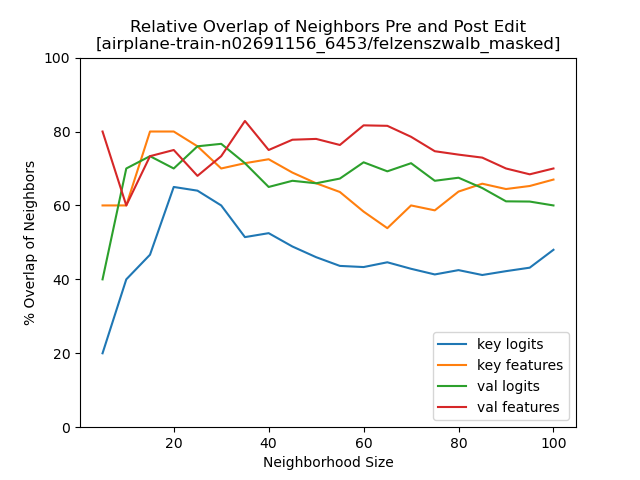 Relative Overlap of Neighbors Pre and Post Edit
[airplane-train-n02691156_6453/felzenszwalb_masked]
100
80
60
40
20
0
% Overlap of Neighbors
20 40 60 80 100
Neighborhood Size
key logits
key features
val logits
val features